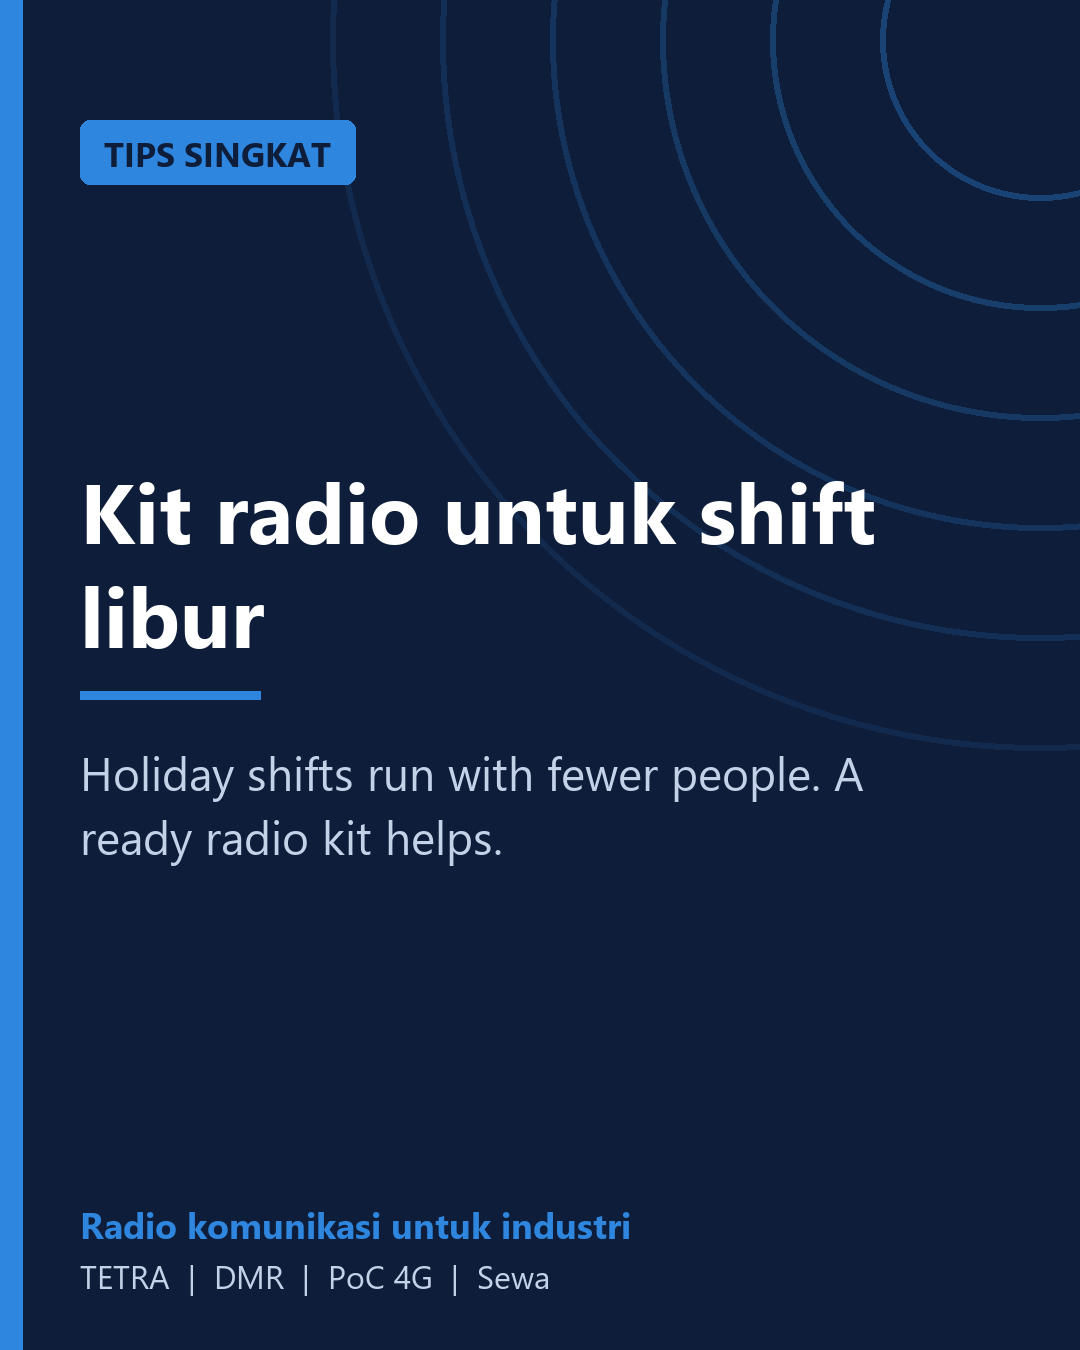 TIPS SINGKAT
Kit radio untuk shift
libur
Holiday shifts run with fewer people. A
ready radio kit helps.
Radio komunikasi untuk industri
TETRA | DMR | PoC 4G | Sewa